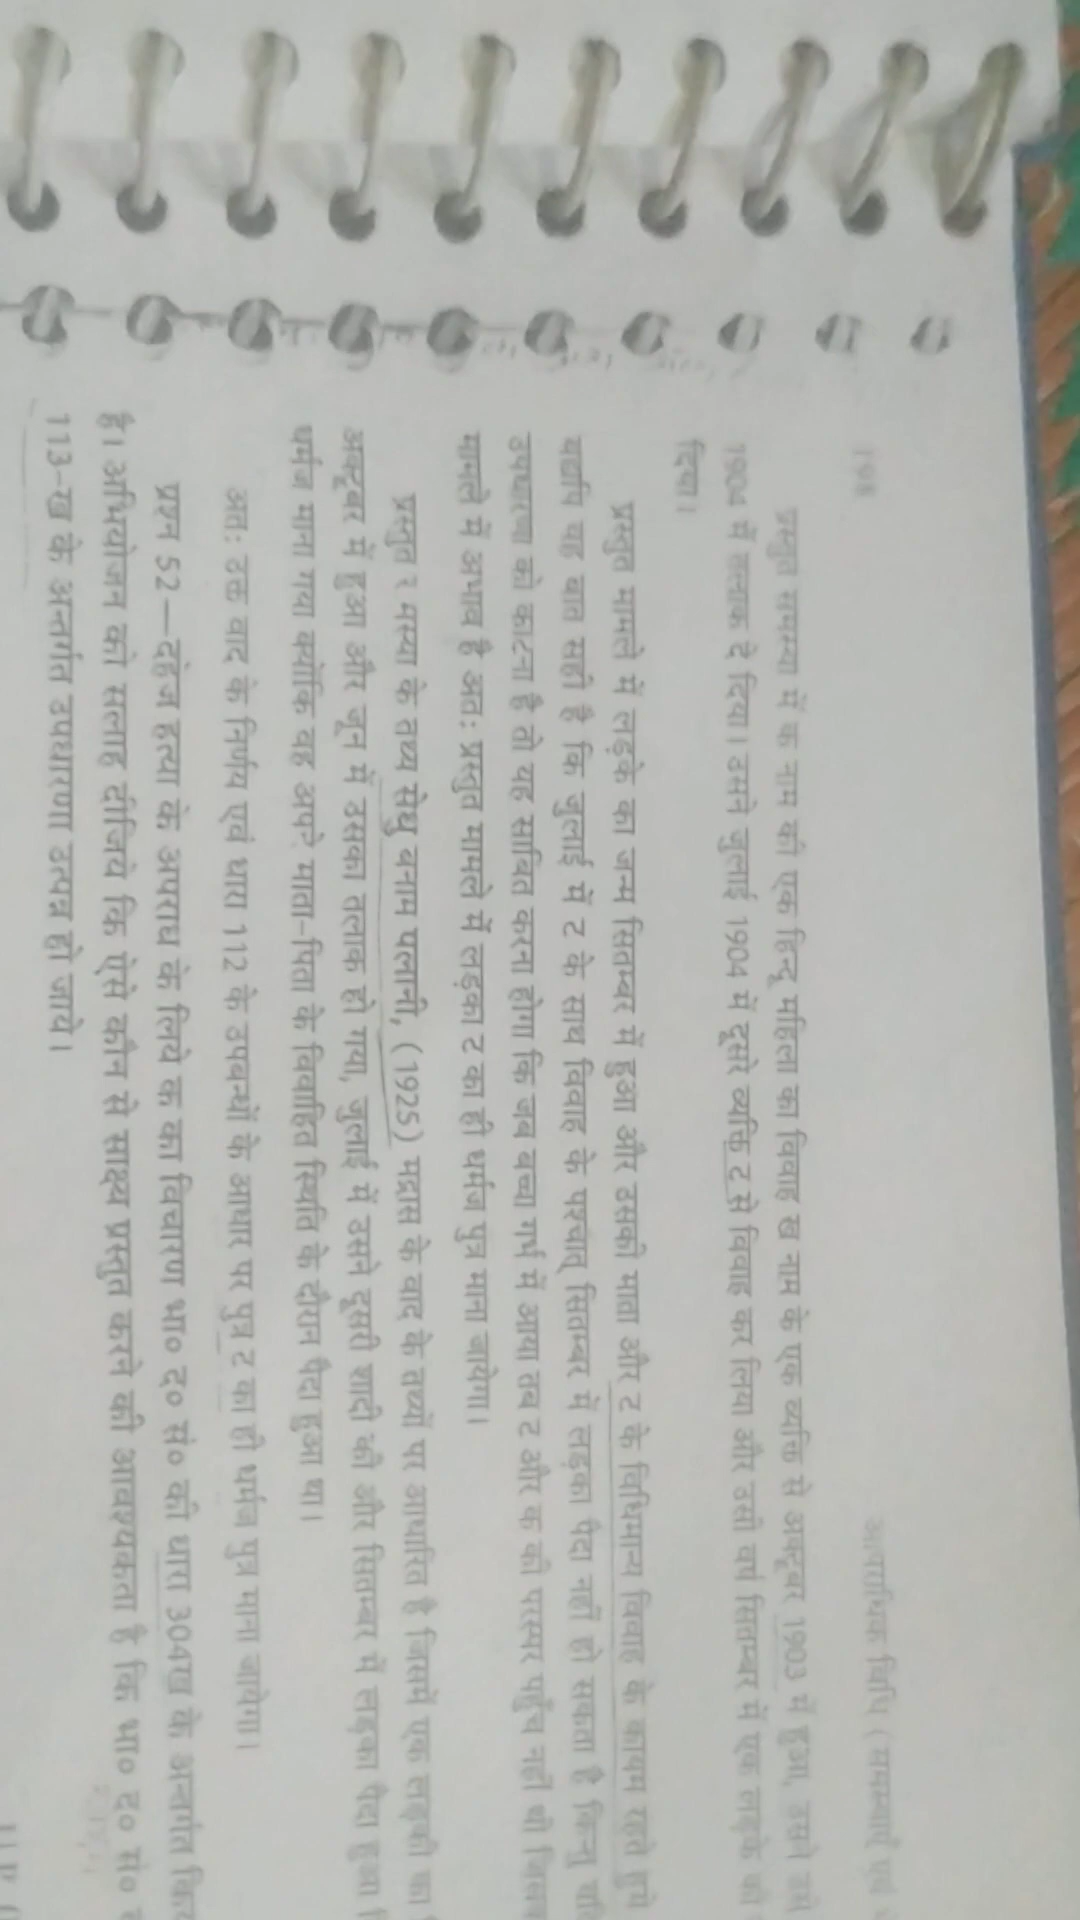 198 आपराधिक विधि (समस्याएँ एवं
प्रस्तुत समस्या में क नाम की एक हिन्दू महिला का विवाह ख नाम के एक व्यक्ति से अक्टूबर 1903 में हुआ, उसने उसे
1904 में तलाक दे दिया। उसने जुलाई 1904 में दूसरे व्यक्ति ट से विवाह कर लिया और उसी वर्ष सितम्बर में एक लड़के को
दिया।
प्रस्तुत मामले में लड़के का जन्म सितम्बर में हुआ और उसकी माता और ट के विधिमान्य विवाह के कायम रहते हुये
यद्यपि यह बात सही है कि जुलाई में ट के साथ विवाह के पश्चात् सितम्बर में लड़का पैदा नहीं हो सकता है किन्तु
उपधारणा को काटना है तो यह साबित करना होगा कि जब बच्चा गर्भ में आया तब ट और क की परस्पर पहुँच नहीं थी
मामले में अभाव है अतः प्रस्तुत मामले में लड़का ट का ही धर्मज पुत्र माना जायेगा।
प्रस्तुत समस्या के तथ्य सेथु बनाम पलानी, (1925) मद्रास के वाद के तथ्यों पर आधारित है जिसमें एक लड़की का
अक्टूबर में हुआ और जून में उसका तलाक हो गया, जुलाई में उसने दूसरी शादी की और सितम्बर में लड़का पैदा हुआ
धर्मज माना गया क्योंकि वह अपने माता-पिता के विवाहित स्थिति के दौरान पैदा हुआ था।
अतः उक्त वाद के निर्णय एवं धारा 112 के उपबन्धों के आधार पर पुत्र ट का ही धर्मज पुत्र माना जायेगा।
प्रश्न 52—दहेज हत्या के अपराध के लिये क का विचारण भा० द० सं० की धारा 304ख के अन्तर्गत
है। अभियोजन को सलाह दीजिये कि ऐसे कौन से साक्ष्य प्रस्तुत करने की आवश्यकता है कि भा० द० सं०
113-ख के अन्तर्गत उपधारणा उत्पन्न हो जाये।